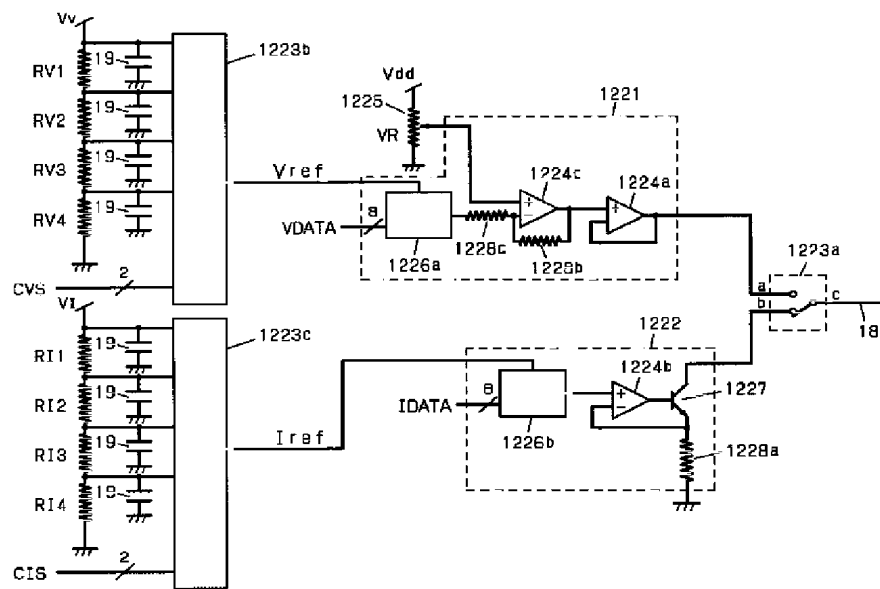 Vv
19
RV1
1223b
19
RV2
19
RV3
19
RV4
CVS
2
Vdd
1225
VR
1221
1224c
1224a
Vref
VDATA
8
1226a
1228c
1228b
+
−
+
−
1223a
a
b
c
18
VI
19
RI1
1223c
19
RI2
19
RI3
19
RI4
CIS
2
Iref
1222
1224b
IDATA
8
1226b
+
−
1227
1228a